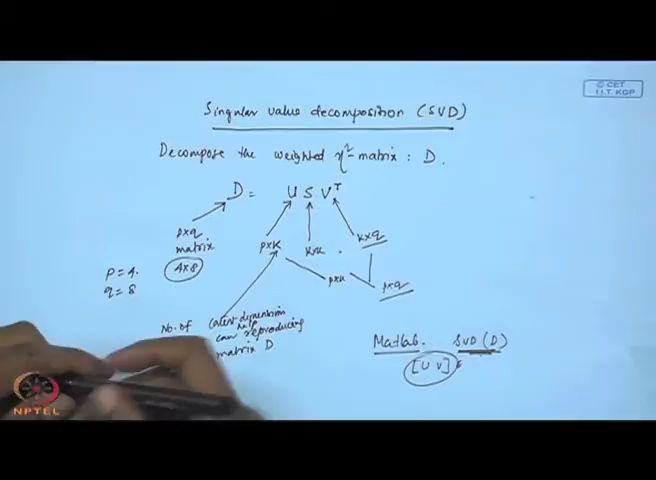 © CET
I.I.T. KGP
Singular value decomposition (SVD)
Decompose the weighted χ²-matrix : D.
D = U S Vᵀ
p×q
matrix
4×8
p×K
K×K
K×q
p = 4.
q = 8
p×K
p×q
No. of
latent dimension
can reproducing
matrix D.
Matlab. SVD (D)
[U V]
NPTEL